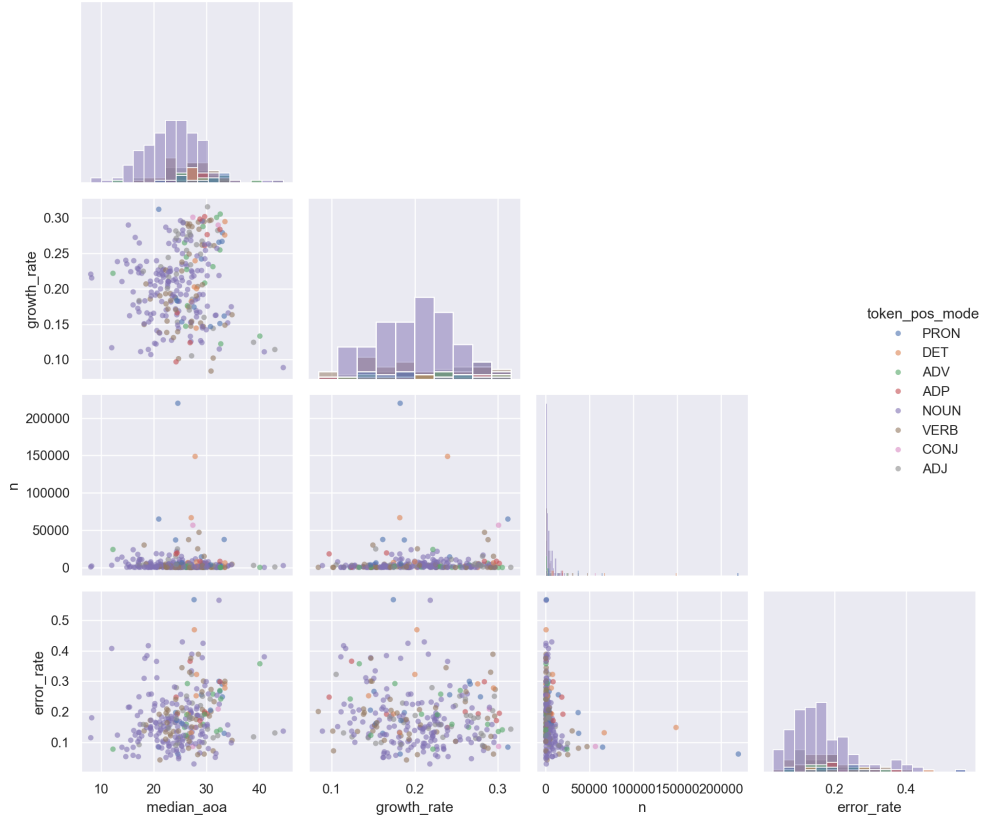 0.30
0.25
0.20
0.15
0.10
growth_rate
token_pos_mode
PRON
DET
ADV
ADP
NOUN
VERB
CONJ
ADJ
200000
150000
100000
50000
0
n
0.5
0.4
0.3
0.2
0.1
error_rate
10 20 30 40 0.1 0.2 0.3 0 50000 100000 150000 200000 0.2 0.4
median_aoa growth_rate n error_rate